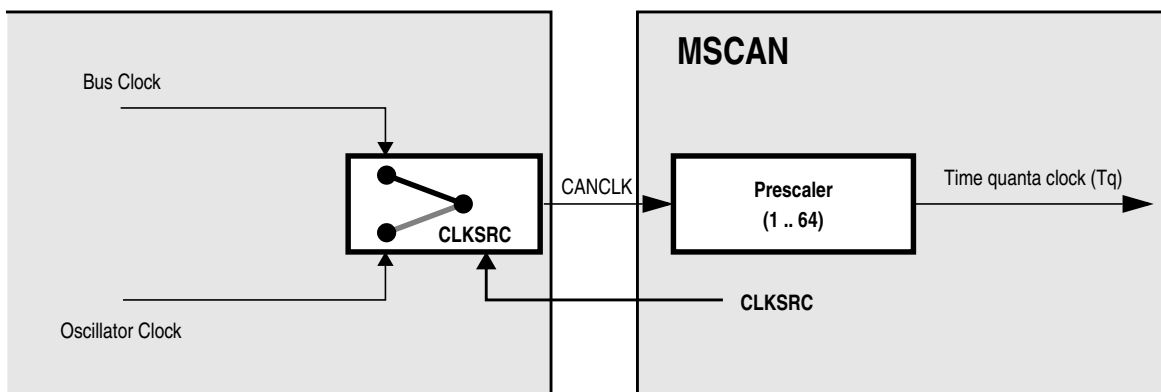 MSCAN
Bus Clock
CLKSRC
CANCLK
Prescaler
(1 .. 64)
Time quanta clock (Tq)
CLKSRC
Oscillator Clock